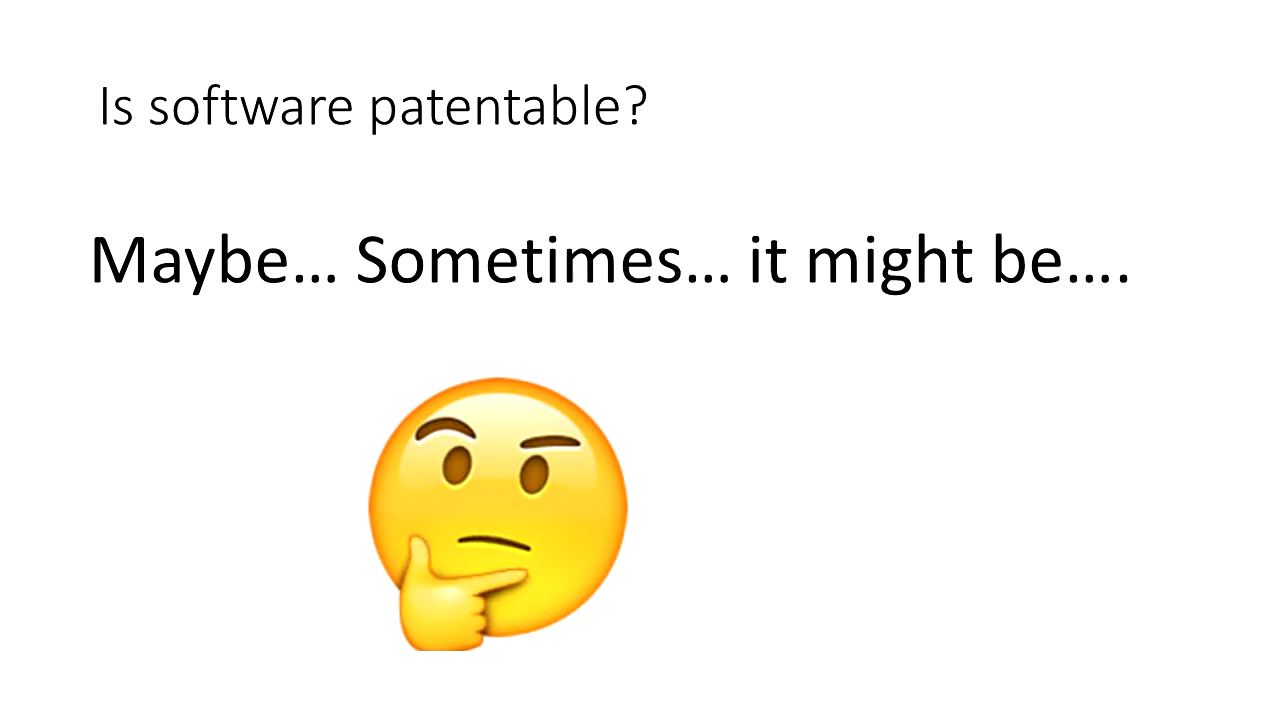 Is software patentable?
Maybe… Sometimes… it might be….